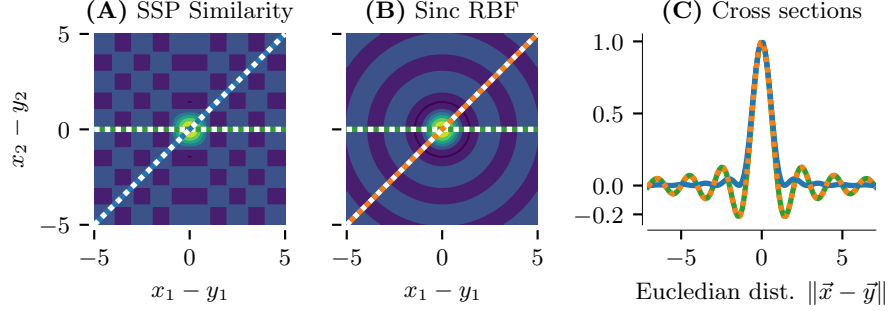 (A) SSP Similarity
(B) Sinc RBF
(C) Cross sections
5
0
−5
x₂ − y₂
−5 0 5
x₁ − y₁
−5 0 5
x₁ − y₁
1.0
0.5
0.0
−0.2
−5 0 5
Eucledian dist. ‖x⃗ − y⃗‖